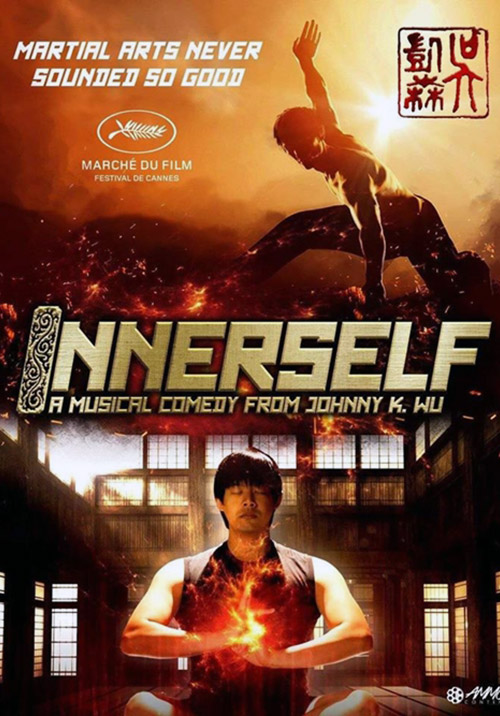 MARTIAL ARTS NEVER
SOUNDED SO GOOD
MARCHÉ DU FILM
FESTIVAL DE CANNES
INNERSELF
A MUSICAL COMEDY FROM JOHNNY K. WU